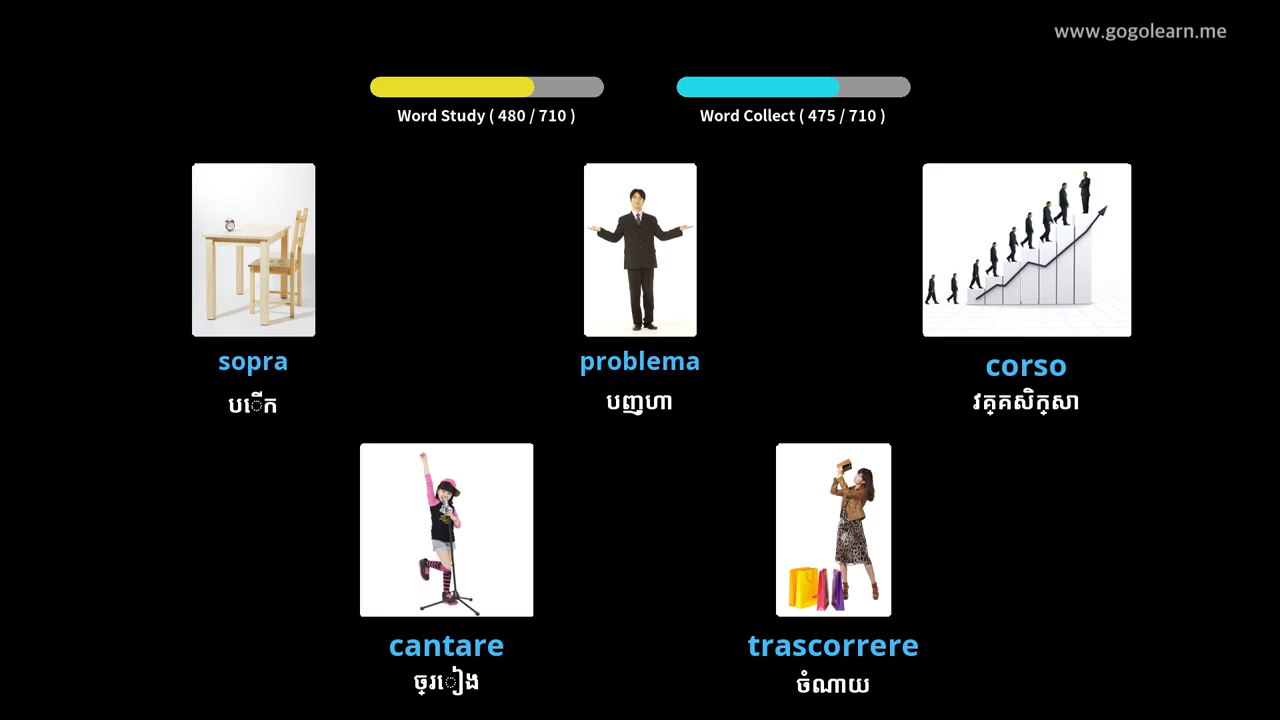 www.gogolearn.me
Word Study ( 480 / 710 )
Word Collect ( 475 / 710 )
sopra
problema
corso
បើក
បញ្ហា
វគ្គសិក្សា
cantare
trascorrere
ច្រៀង
ចំណាយ